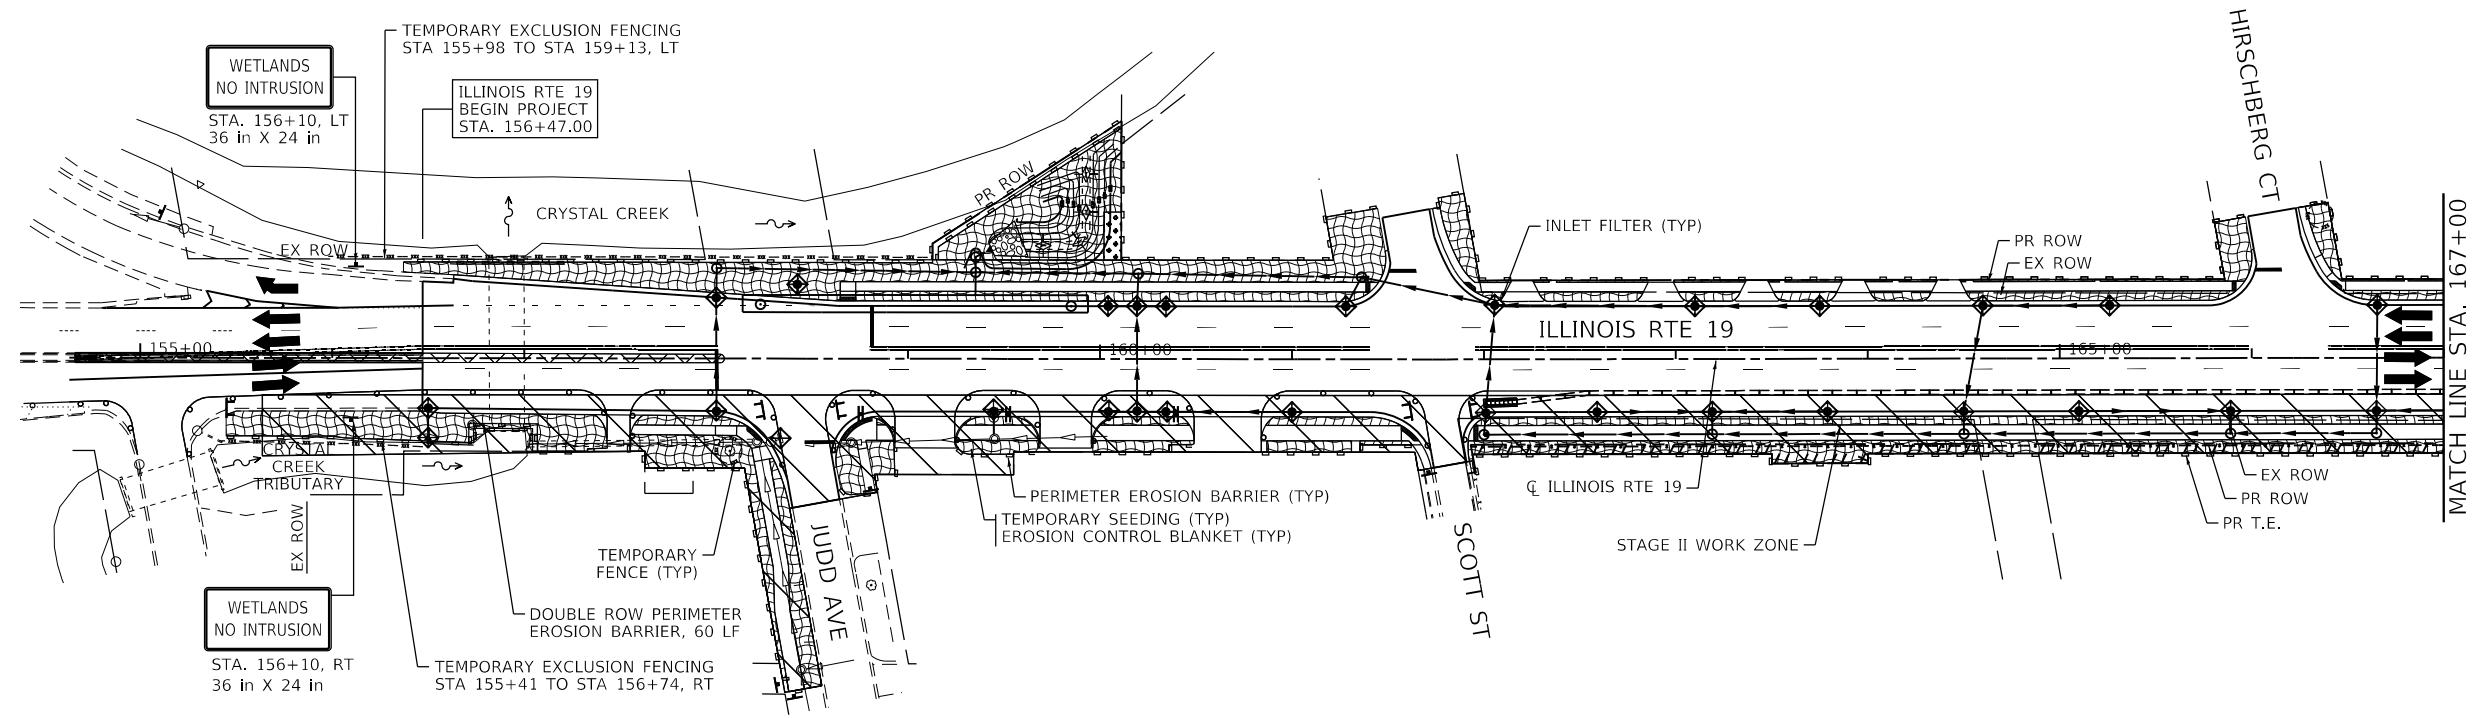 TEMPORARY EXCLUSION FENCING
STA 155+98 TO STA 159+13, LT
WETLANDS
NO INTRUSION
STA. 156+10, LT
36 in X 24 in
ILLINOIS RTE 19
BEGIN PROJECT
STA. 156+47.00
HIRSCHBERG CT
PR ROW
CRYSTAL CREEK
EX ROW
INLET FILTER (TYP)
PR ROW
EX ROW
MATCH LINE STA. 167+00
ILLINOIS RTE 19
155+00
160+00
165+00
CRYSTAL
CREEK
TRIBUTARY
EX ROW
PERIMETER EROSION BARRIER (TYP)
TEMPORARY SEEDING (TYP)
EROSION CONTROL BLANKET (TYP)
℄ ILLINOIS RTE 19
EX ROW
PR ROW
PR T.E.
STAGE II WORK ZONE
TEMPORARY
FENCE (TYP)
JUDD AVE
SCOTT ST
WETLANDS
NO INTRUSION
STA. 156+10, RT
36 in X 24 in
DOUBLE ROW PERIMETER
EROSION BARRIER, 60 LF
TEMPORARY EXCLUSION FENCING
STA 155+41 TO STA 156+74, RT